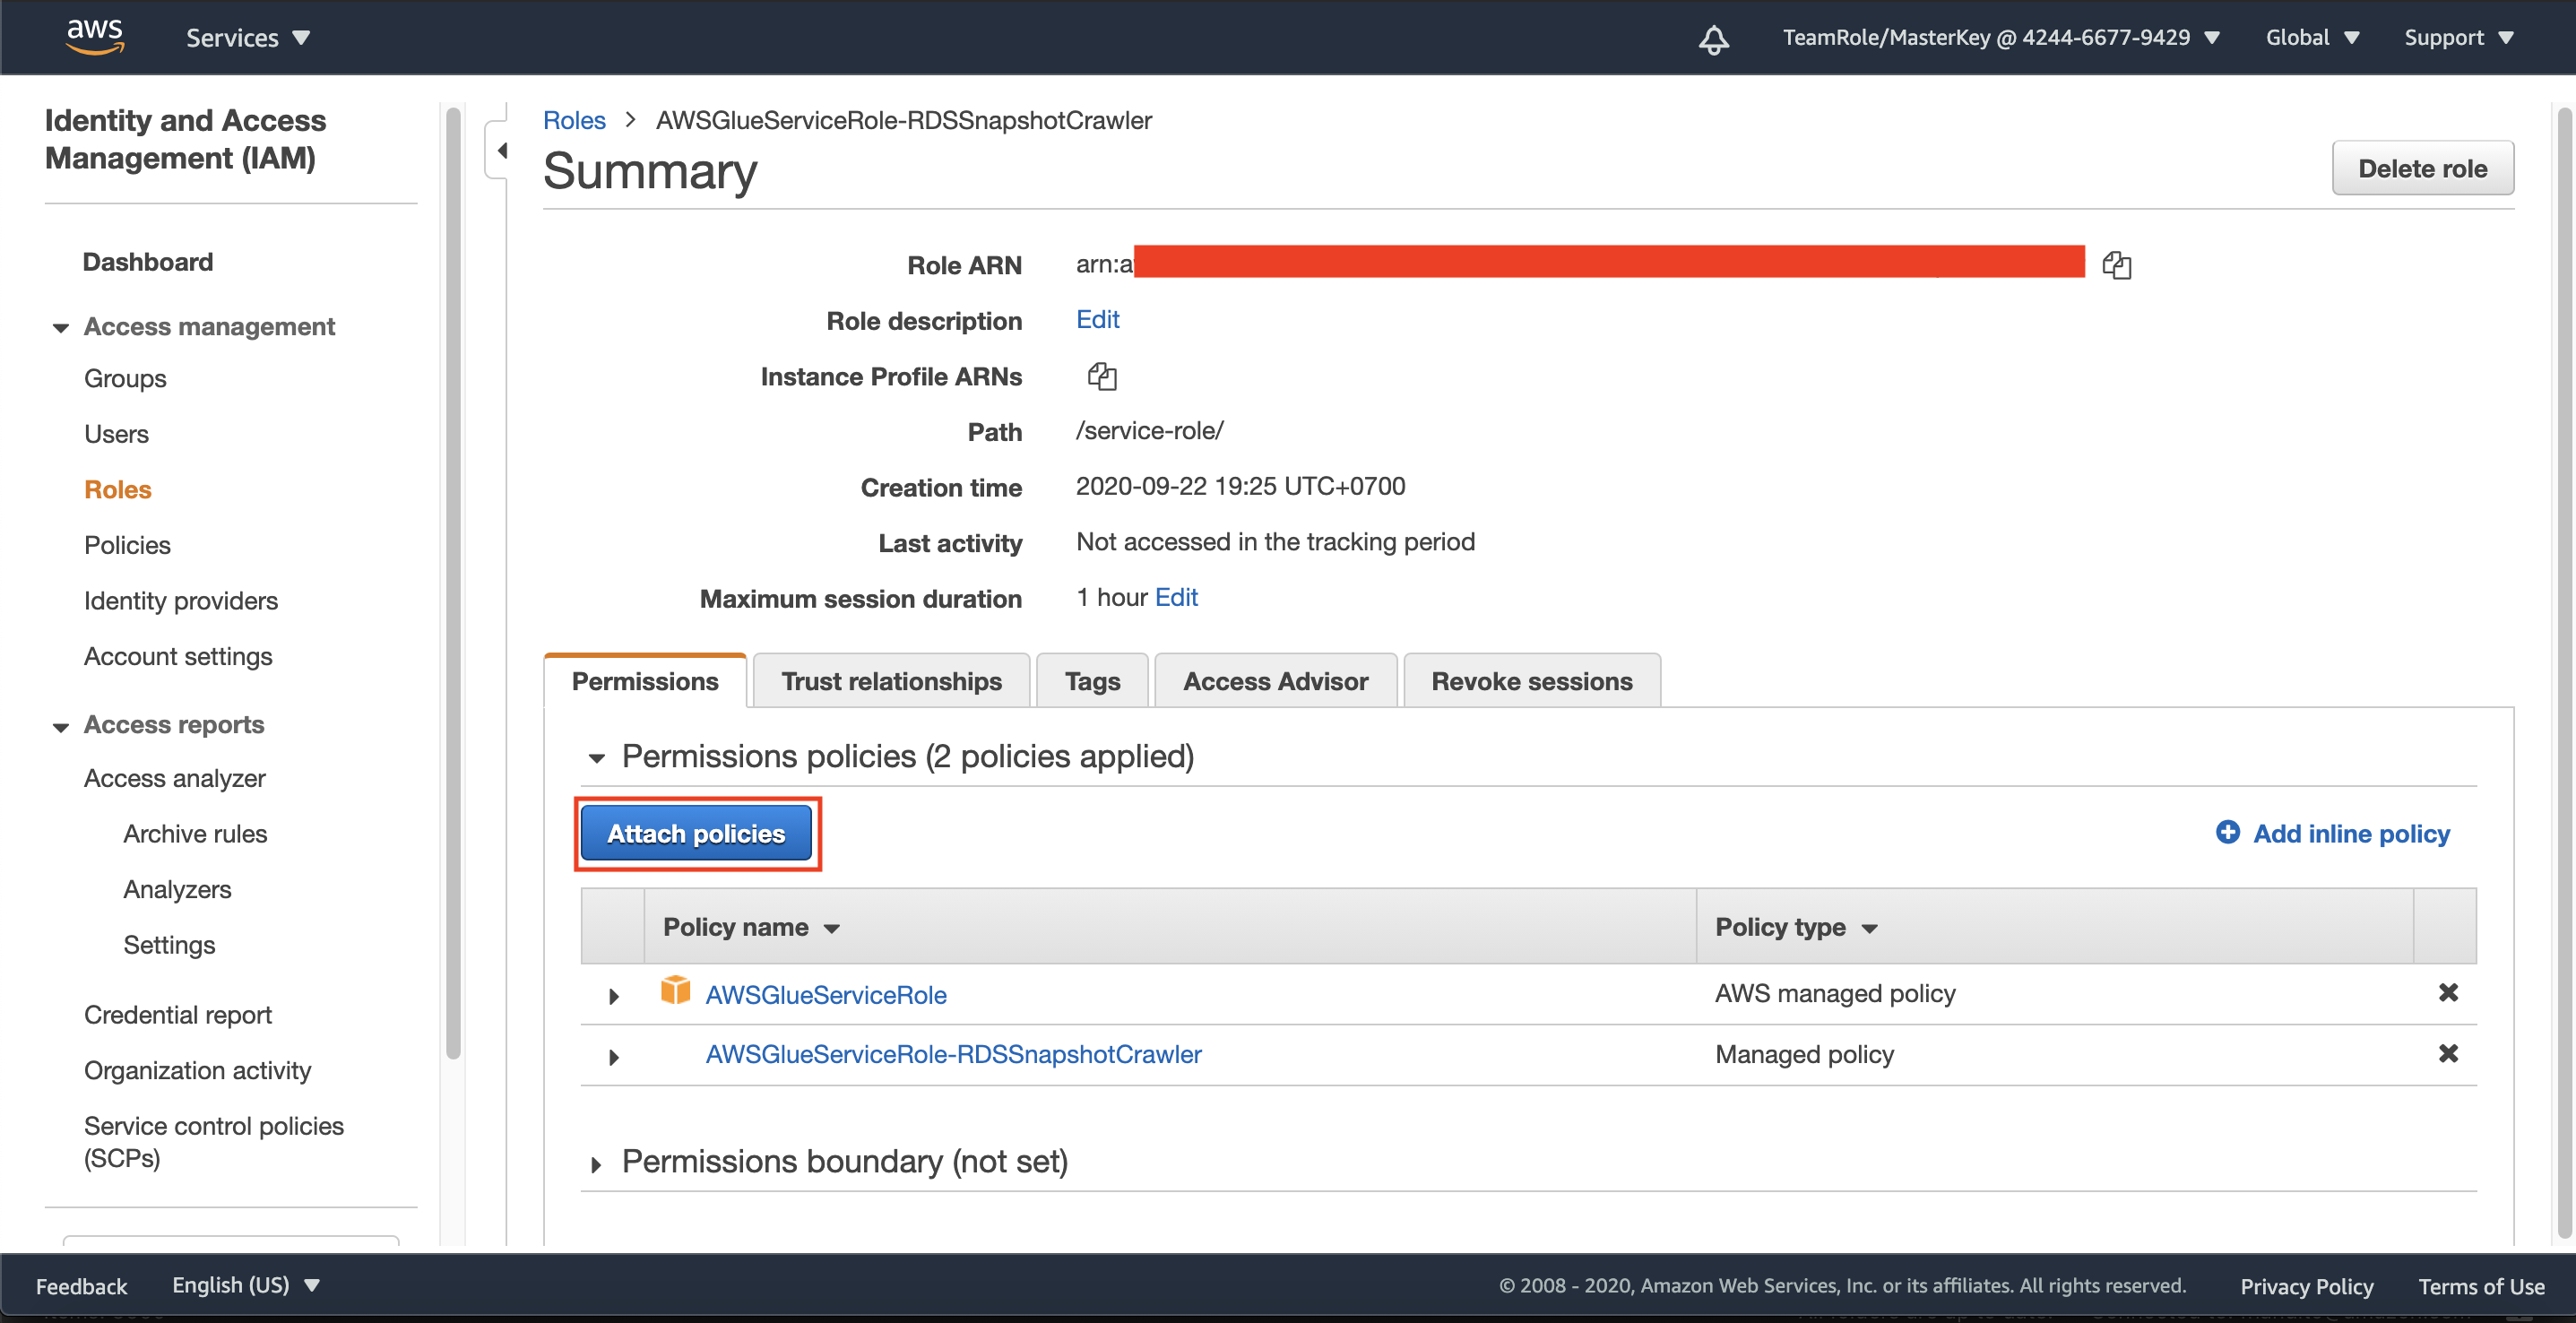 aws
Services
TeamRole/MasterKey @ 4244-6677-9429
Global
Support
Identity and Access
Management (IAM)
Dashboard
Access management
Groups
Users
Roles
Policies
Identity providers
Account settings
Access reports
Access analyzer
Archive rules
Analyzers
Settings
Credential report
Organization activity
Service control policies
(SCPs)
Roles > AWSGlueServiceRole-RDSSnapshotCrawler
Summary
Delete role
Role ARN arn:a
Role description Edit
Instance Profile ARNs
Path /service-role/
Creation time 2020-09-22 19:25 UTC+0700
Last activity Not accessed in the tracking period
Maximum session duration 1 hour Edit
Permissions
Trust relationships
Tags
Access Advisor
Revoke sessions
Permissions policies (2 policies applied)
Attach policies
Add inline policy
Policy name Policy type
AWSGlueServiceRole AWS managed policy
AWSGlueServiceRole-RDSSnapshotCrawler Managed policy
Permissions boundary (not set)
Feedback
English (US)
© 2008 - 2020, Amazon Web Services, Inc. or its affiliates. All rights reserved.
Privacy Policy
Terms of Use